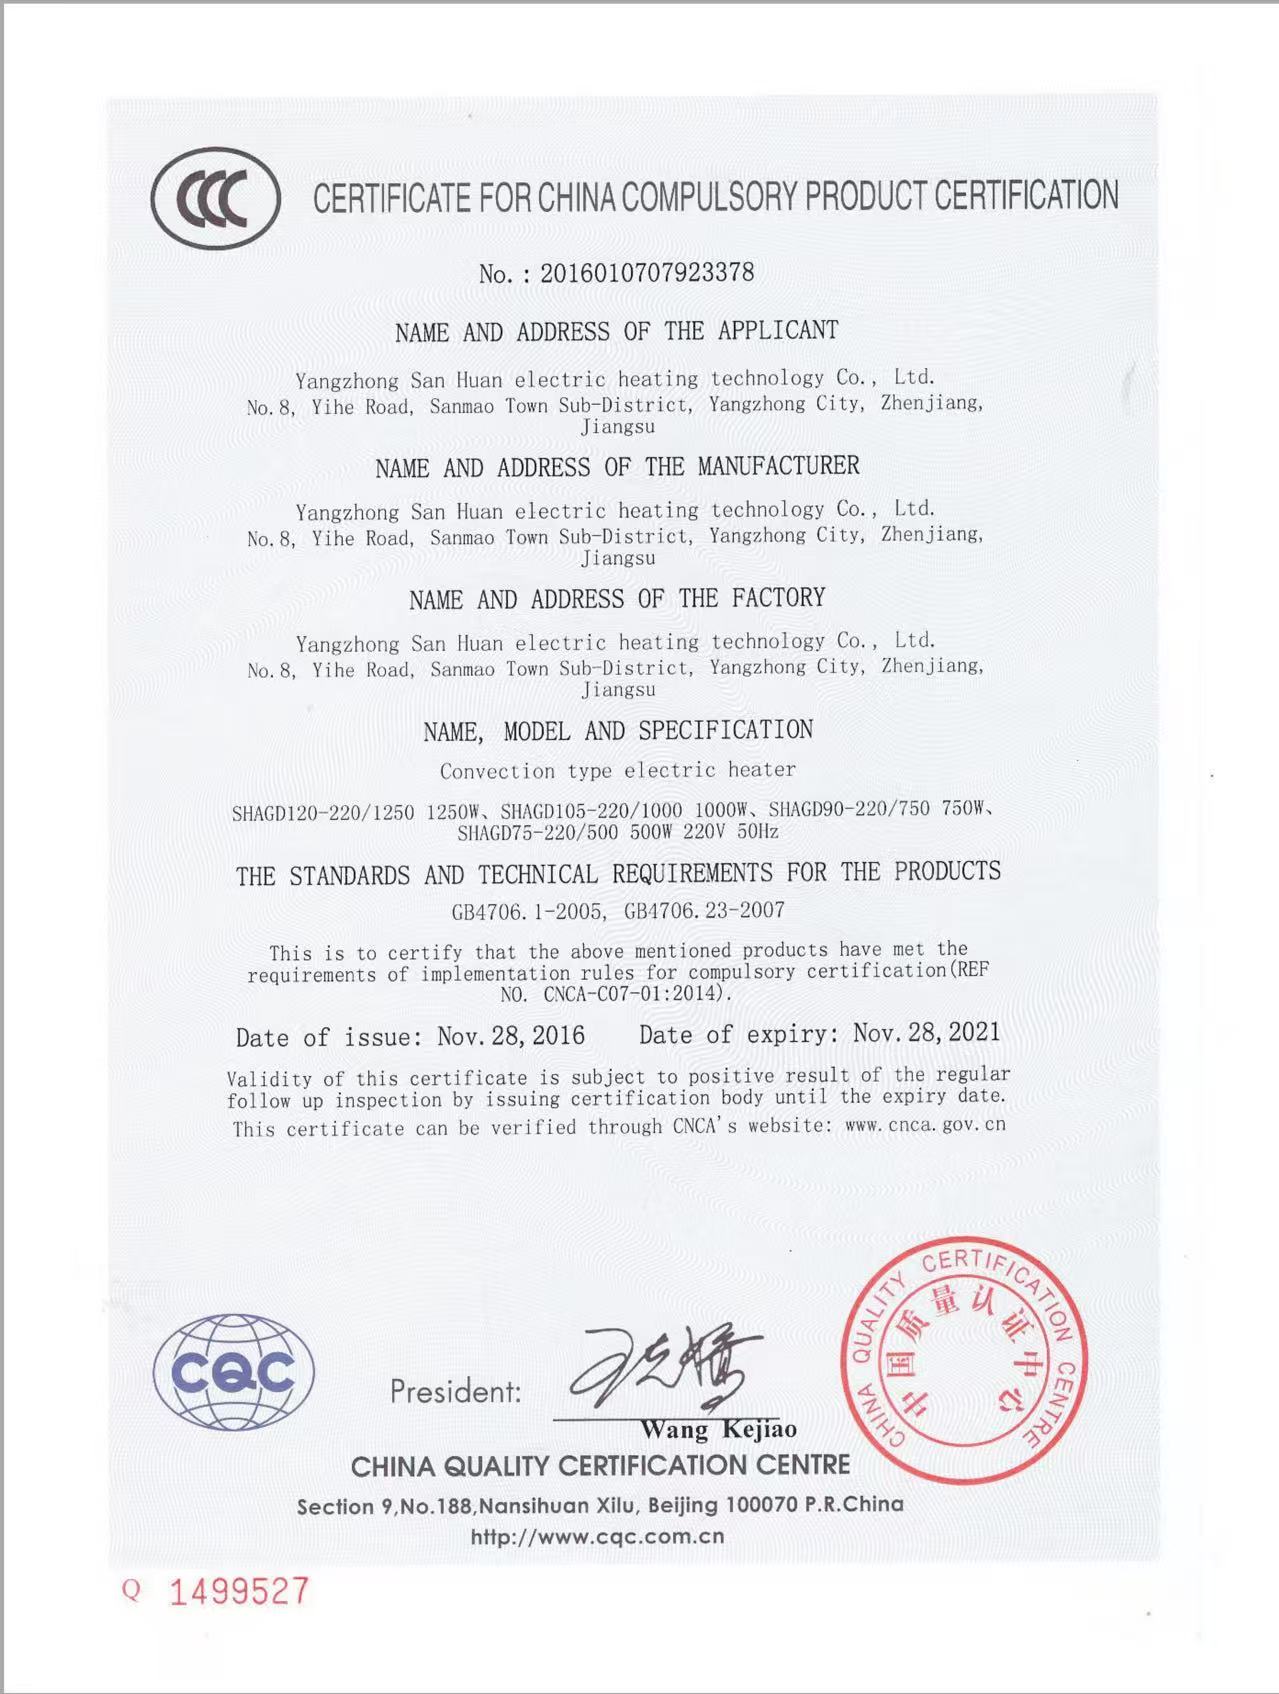 CCC
CERTIFICATE FOR CHINA COMPULSORY PRODUCT CERTIFICATION
No. : 2016010707923378
NAME AND ADDRESS OF THE APPLICANT
Yangzhong San Huan electric heating technology Co., Ltd.
No.8, Yihe Road, Sanmao Town Sub-District, Yangzhong City, Zhenjiang,
Jiangsu
NAME AND ADDRESS OF THE MANUFACTURER
Yangzhong San Huan electric heating technology Co., Ltd.
No.8, Yihe Road, Sanmao Town Sub-District, Yangzhong City, Zhenjiang,
Jiangsu
NAME AND ADDRESS OF THE FACTORY
Yangzhong San Huan electric heating technology Co., Ltd.
No.8, Yihe Road, Sanmao Town Sub-District, Yangzhong City, Zhenjiang,
Jiangsu
NAME, MODEL AND SPECIFICATION
Convection type electric heater
SHAGD120-220/1250 1250W、SHAGD105-220/1000 1000W、SHAGD90-220/750 750W、
SHAGD75-220/500 500W 220V 50Hz
THE STANDARDS AND TECHNICAL REQUIREMENTS FOR THE PRODUCTS
GB4706.1-2005, GB4706.23-2007
This is to certify that the above mentioned products have met the
requirements of implementation rules for compulsory certification(REF
NO. CNCA-C07-01:2014).
Date of issue: Nov.28,2016 Date of expiry: Nov.28,2021
Validity of this certificate is subject to positive result of the regular
follow up inspection by issuing certification body until the expiry date.
This certificate can be verified through CNCA's website: www.cnca.gov.cn
CHINA QUALITY CERTIFICATION CENTRE
中国质量认证中心
CQC
President:
王克娇
Wang Kejiao
CHINA QUALITY CERTIFICATION CENTRE
Section 9,No.188,Nansihuan Xilu, Beijing 100070 P.R.China
http://www.cqc.com.cn
Q 1499527